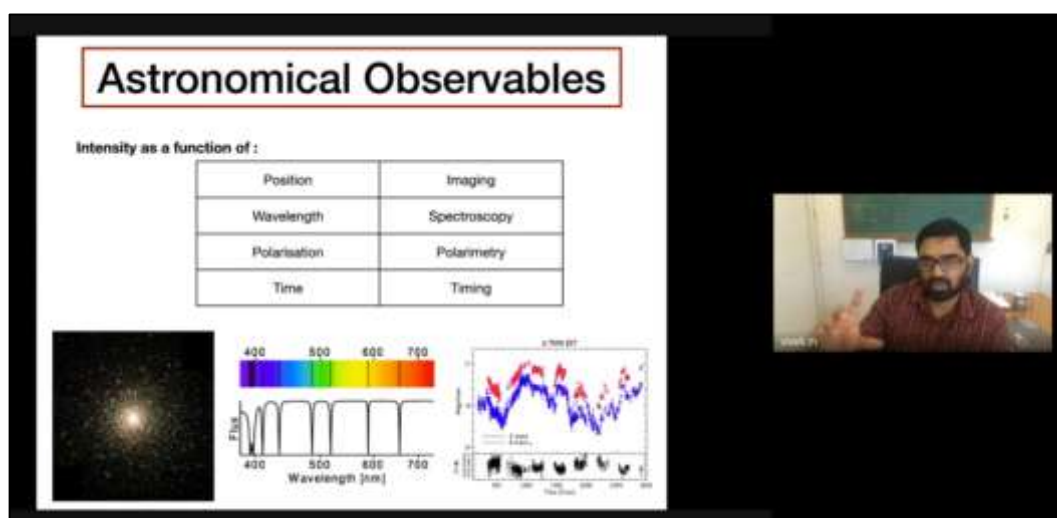 Astronomical Observables
Intensity as a function of :
Position Imaging
Wavelength Spectroscopy
Polarisation Polarimetry
Time Timing
400 500 600 700
Flux
400 500 600 700
Wavelength [nm]